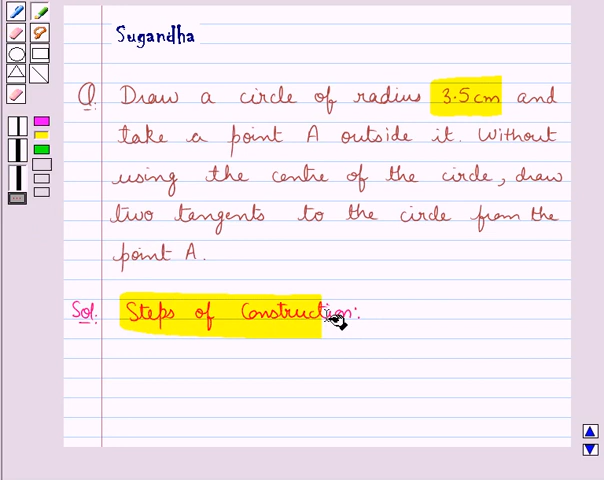 Sugandha
Q. Draw a circle of radius 3.5cm and
take a point A outside it. Without
using the centre of the circle, draw
two tangents to the circle from the
point A.
Sol. Steps of Construction: